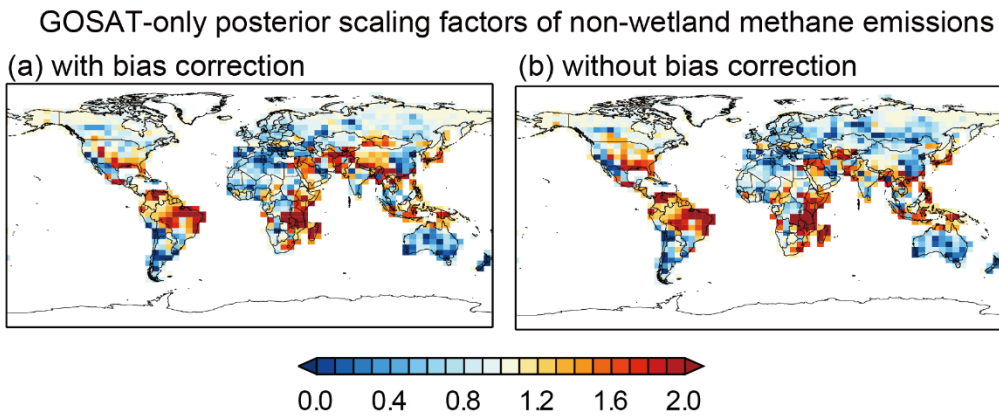 GOSAT-only posterior scaling factors of non-wetland methane emissions
(a) with bias correction
(b) without bias correction
0.0 0.4 0.8 1.2 1.6 2.0